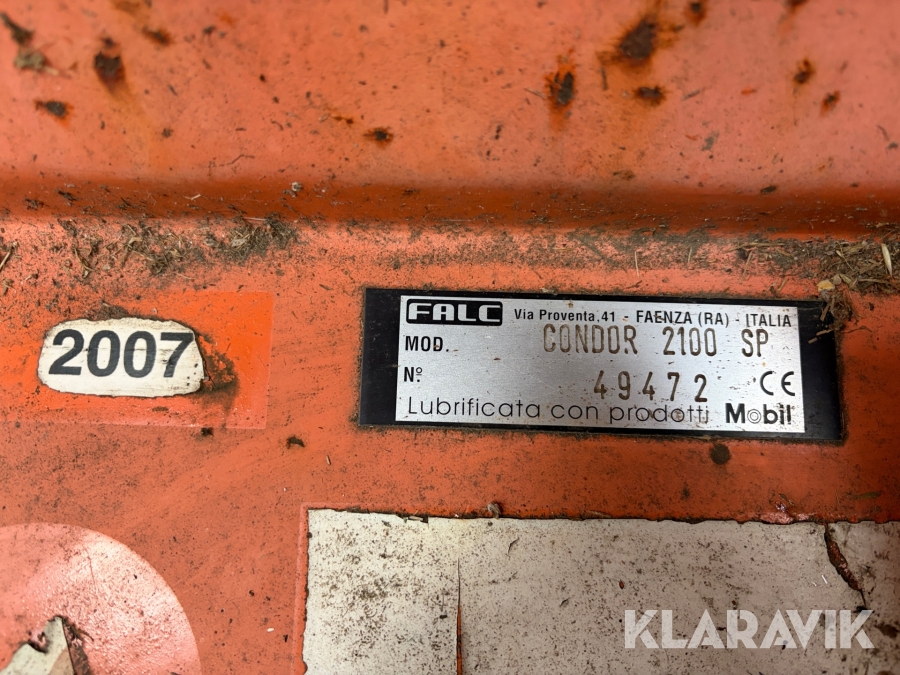 2007
FALC Via Proventa,41 - FAENZA (RA) - ITALIA
MOD. CONDOR 2100 SP
N° 49472 CE
Lubrificata con prodotti Mobil
KLARAVIK